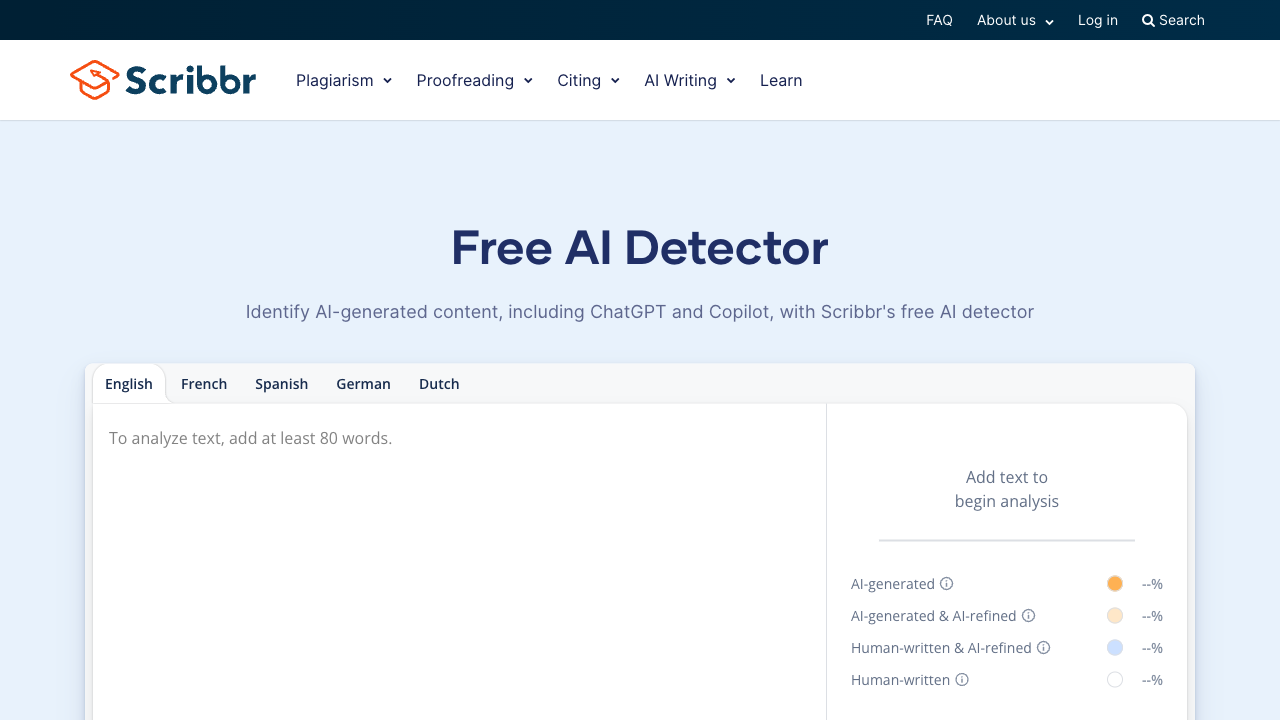 FAQ About us Log in Search
Scribbr Plagiarism Proofreading Citing AI Writing Learn
Free AI Detector
Identify AI-generated content, including ChatGPT and Copilot, with Scribbr's free AI detector
English French Spanish German Dutch
To analyze text, add at least 80 words.
Add text to
begin analysis
AI-generated --%
AI-generated & AI-refined --%
Human-written & AI-refined --%
Human-written --%